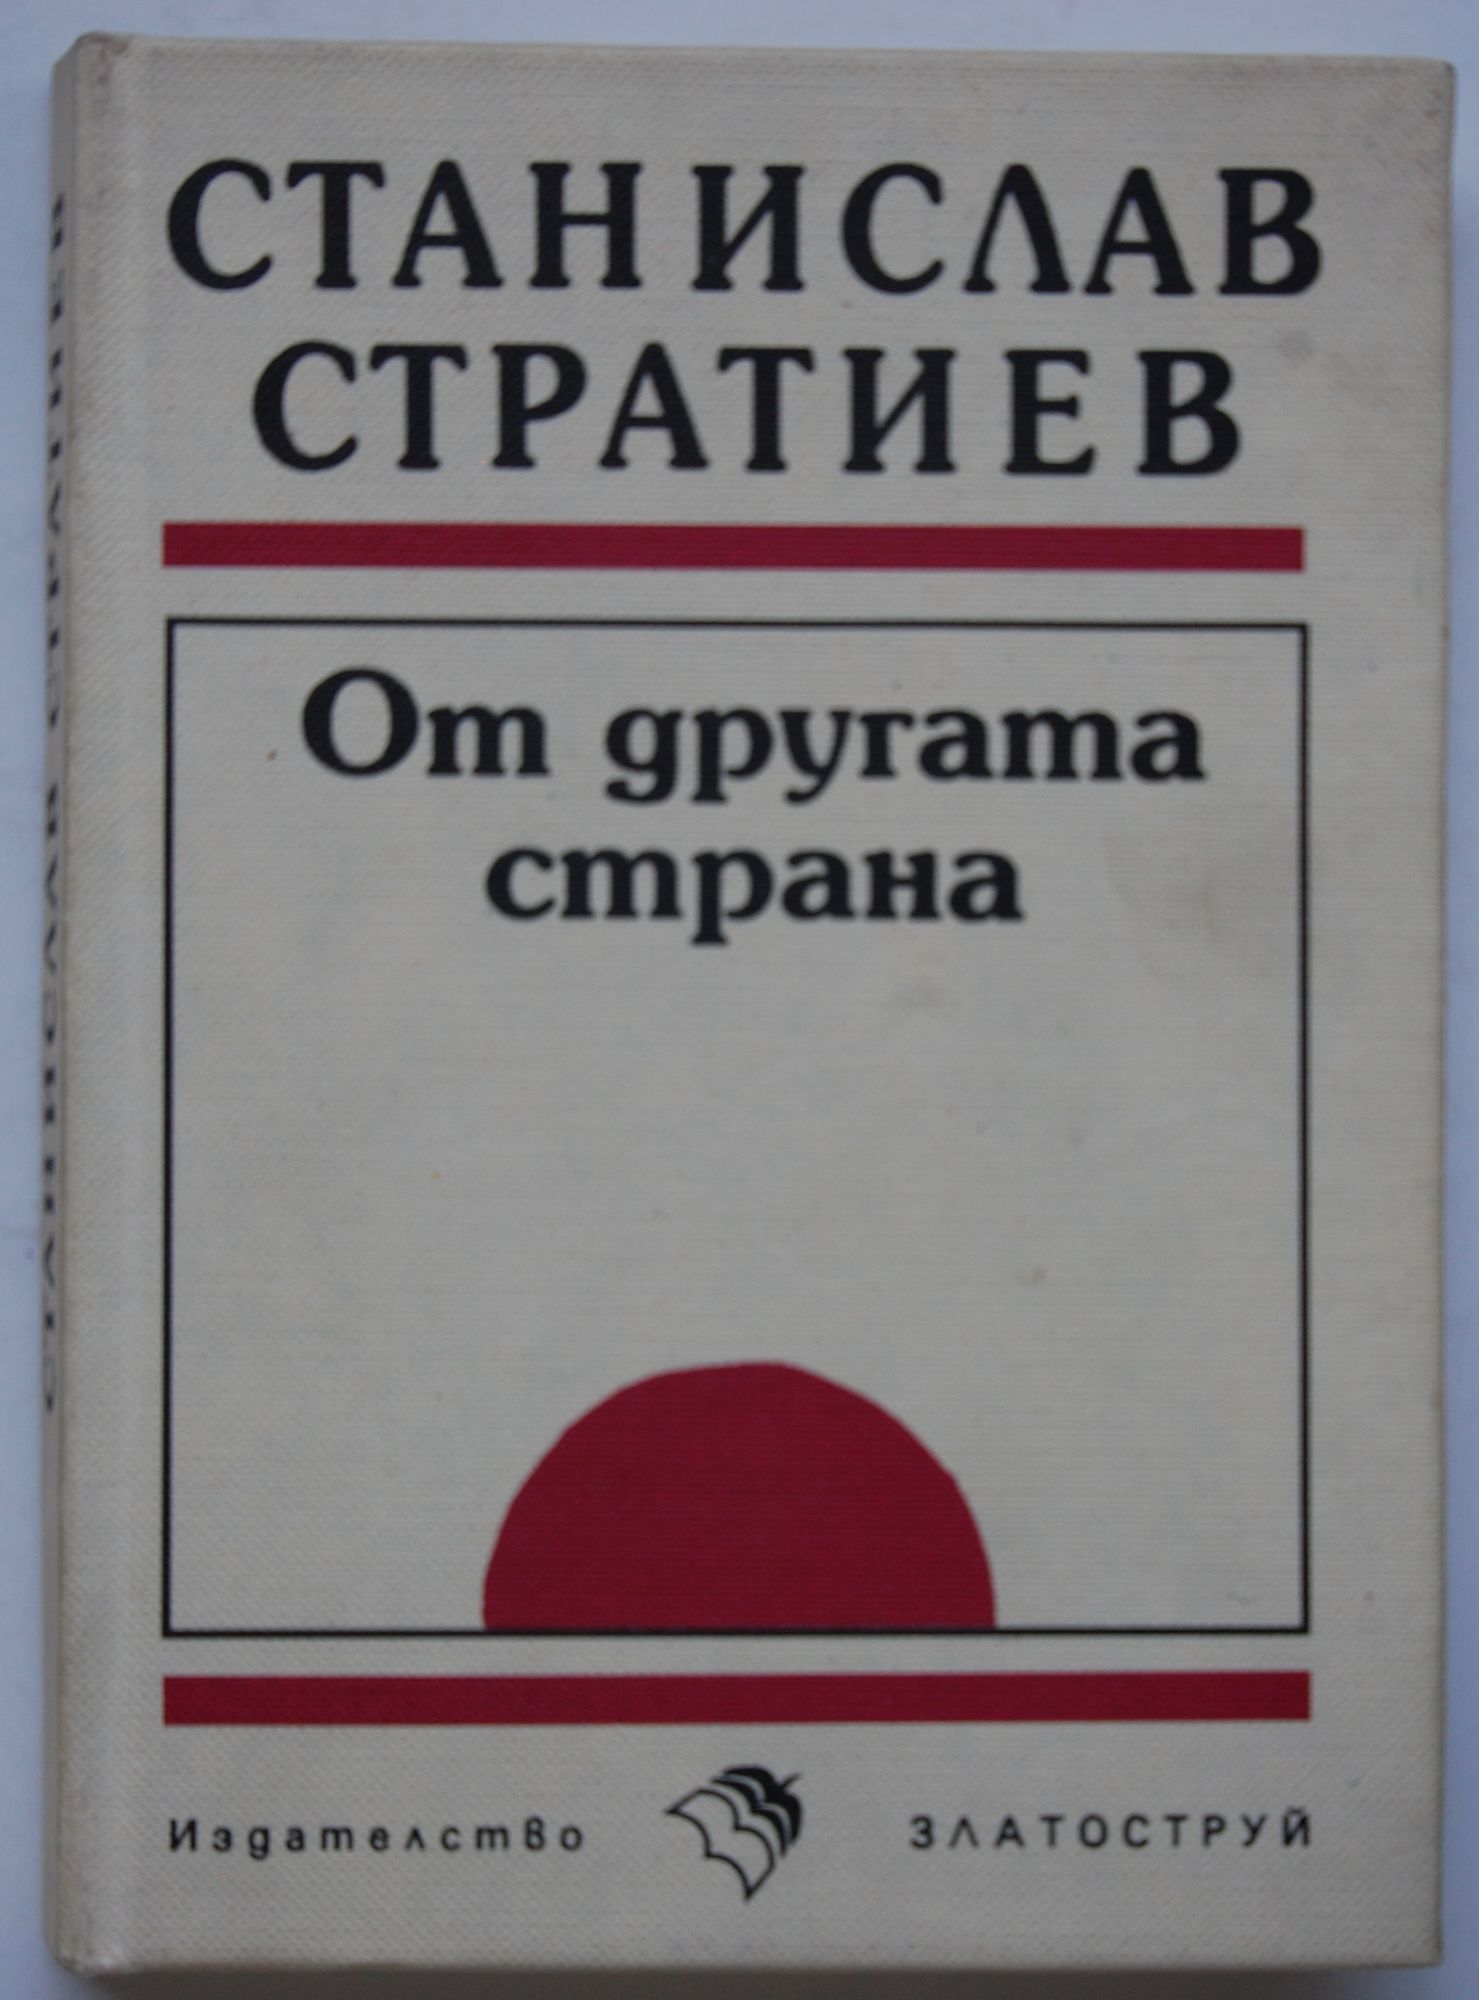 СТАНИСЛАВ
СТРАТИЕВ
От другата
страна
Издателство ЗЛАТОСТРУЙ
СТАНИСЛАВ СТРАТИЕВ